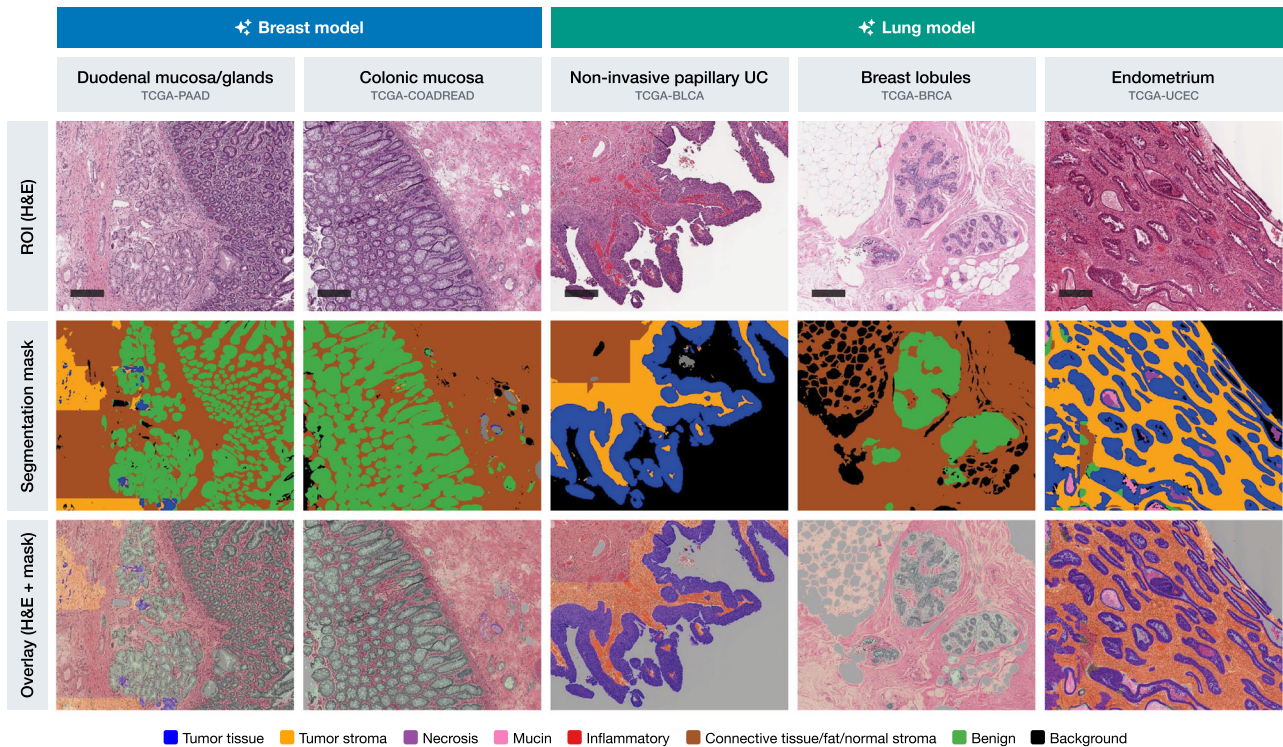 Breast model
Lung model
Duodenal mucosa/glands
TCGA-PAAD
Colonic mucosa
TCGA-COADREAD
Non-invasive papillary UC
TCGA-BLCA
Breast lobules
TCGA-BRCA
Endometrium
TCGA-UCEC
ROI (H&E)
Segmentation mask
Overlay (H&E + mask)
Tumor tissue
Tumor stroma
Necrosis
Mucin
Inflammatory
Connective tissue/fat/normal stroma
Benign
Background